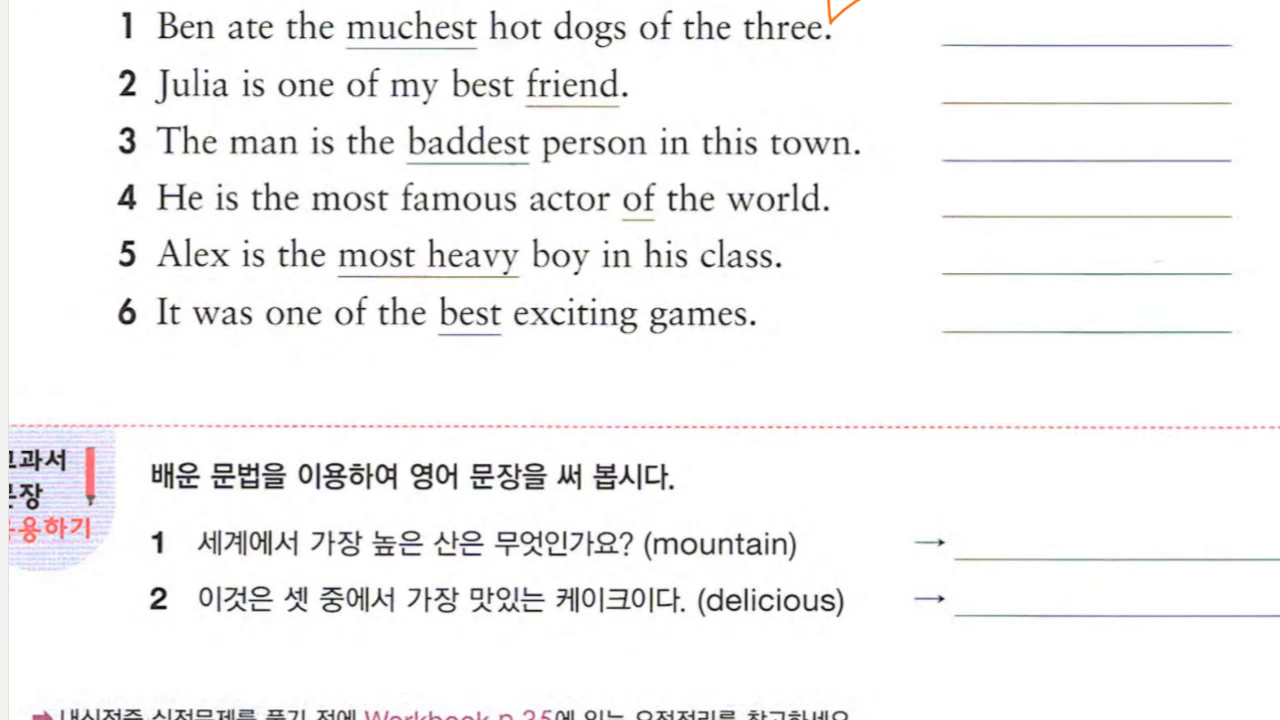 1 Ben ate the muchest hot dogs of the three.
2 Julia is one of my best friend.
3 The man is the baddest person in this town.
4 He is the most famous actor of the world.
5 Alex is the most heavy boy in his class.
6 It was one of the best exciting games.
배운 문법을 이용하여 영어 문장을 써 봅시다.
1 세계에서 가장 높은 산은 무엇인가요? (mountain) →
2 이것은 셋 중에서 가장 맛있는 케이크이다. (delicious) →